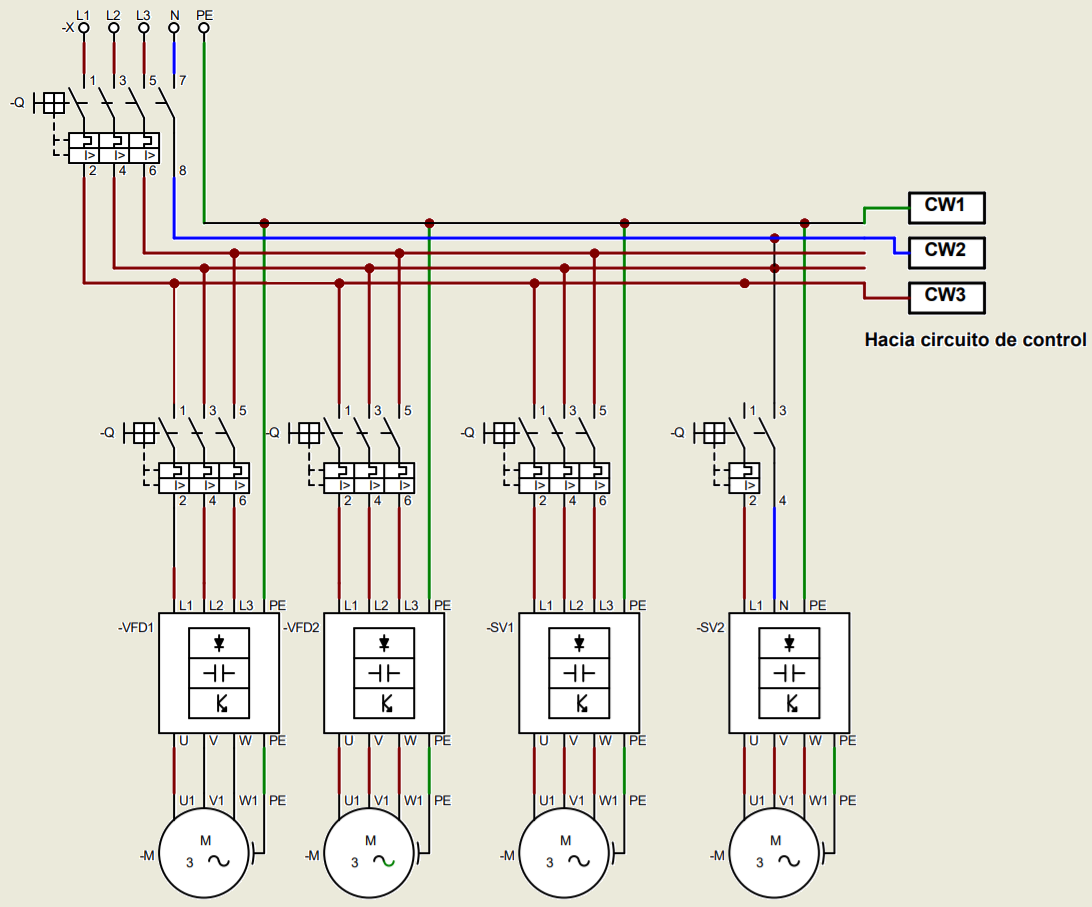 L1 L2 L3 N PE
-X
1 3 5 7
-Q
I> I> I>
2 4 6 8
CW1
CW2
CW3
Hacia circuito de control
1 3 5 1 3 5 1 3 5 1 3
-Q -Q -Q -Q
I> I> I> I> I> I> I> I> I> I>
2 4 6 2 4 6 2 4 6 2 4
L1 L2 L3 PE L1 L2 L3 PE L1 L2 L3 PE L1 N PE
-VFD1 -VFD2 -SV1 -SV2
U V W PE U V W PE U V W PE U V W PE
U1 V1 W1 PE U1 V1 W1 PE U1 V1 W1 PE U1 V1 W1 PE
M M M M
-M 3 -M 3 -M 3 -M 3